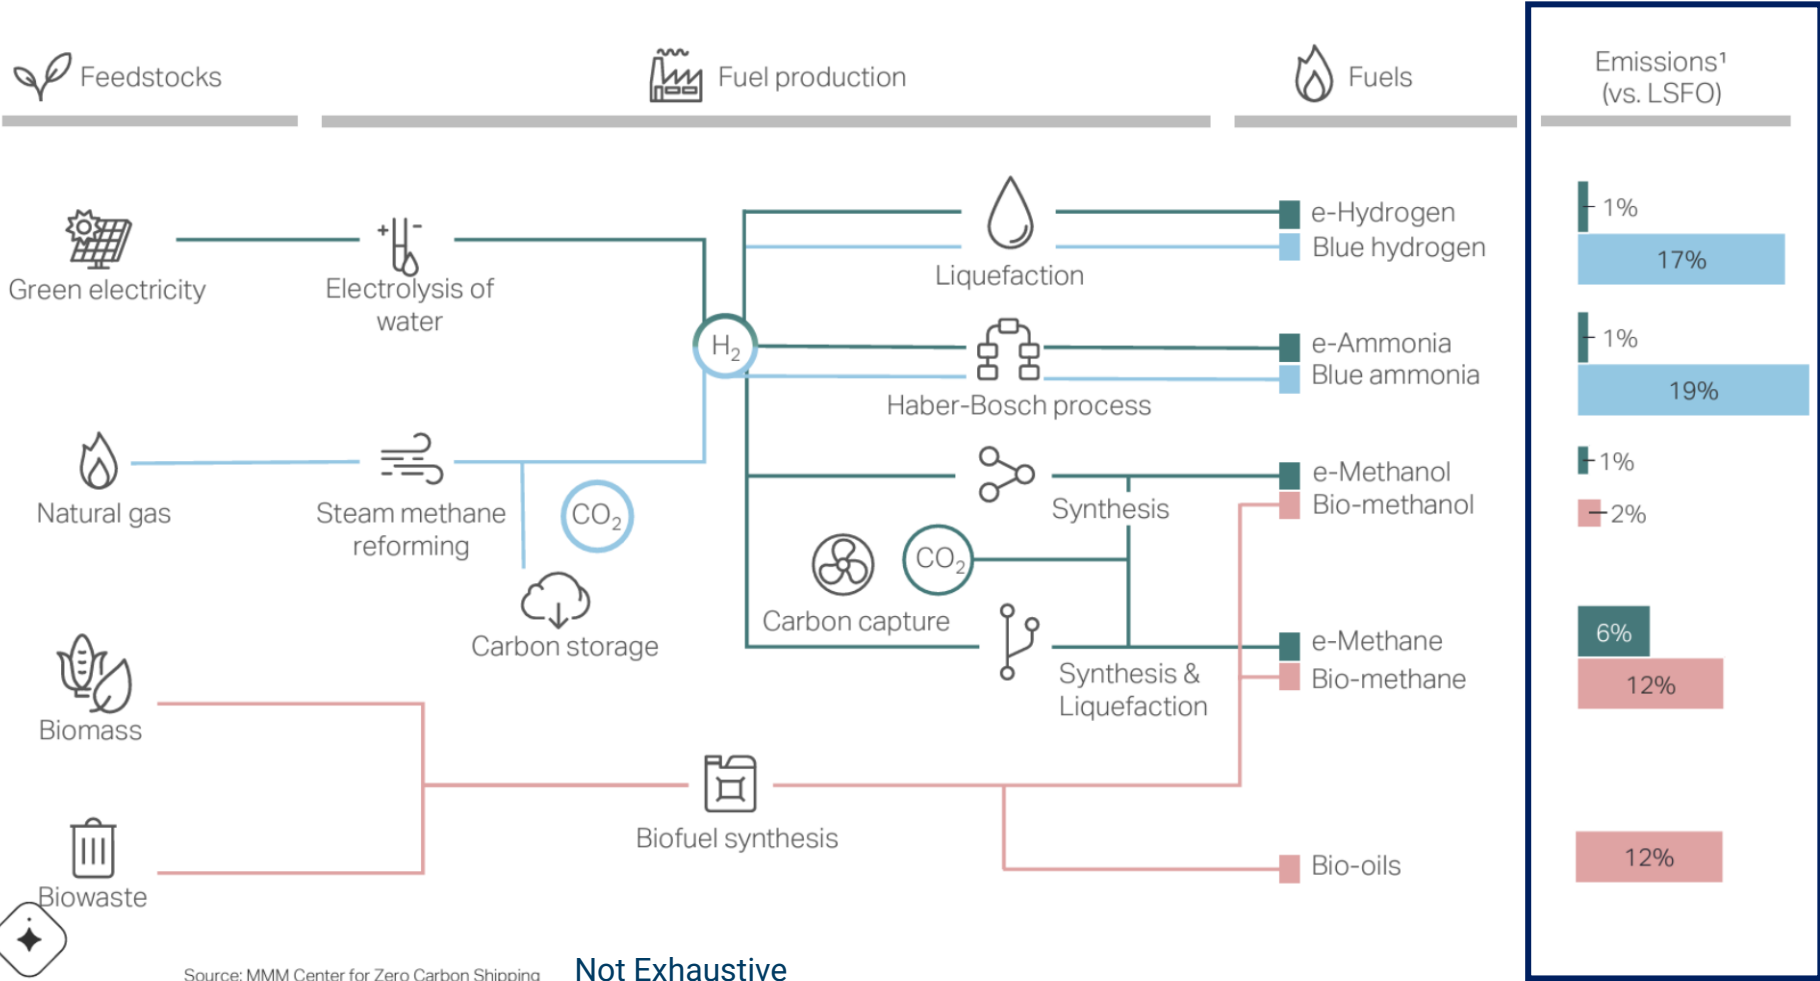 Feedstocks
Fuel production
Fuels
Emissions¹
(vs. LSFO)
Green electricity
Electrolysis of
water
H₂
Liquefaction
e-Hydrogen
Blue hydrogen
1%
17%
Haber-Bosch process
e-Ammonia
Blue ammonia
1%
19%
Natural gas
Steam methane
reforming
CO₂
Carbon storage
Synthesis
e-Methanol
Bio-methanol
1%
2%
Carbon capture
CO₂
Synthesis &
Liquefaction
e-Methane
Bio-methane
6%
12%
Biomass
Biowaste
Biofuel synthesis
Bio-oils
12%
Source: MMM Center for Zero Carbon Shipping
Not Exhaustive